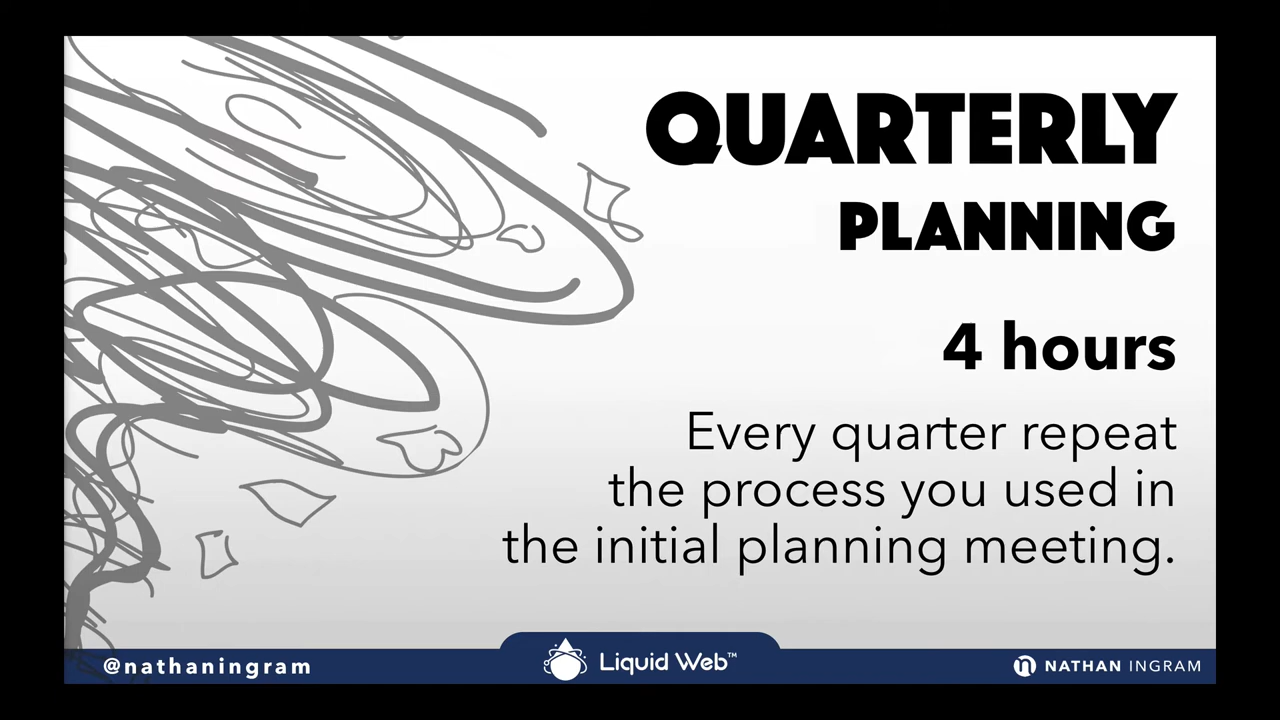 QUARTERLY
PLANNING
4 hours
Every quarter repeat
the process you used in
the initial planning meeting.
@nathaningram
Liquid Web™
NATHAN INGRAM